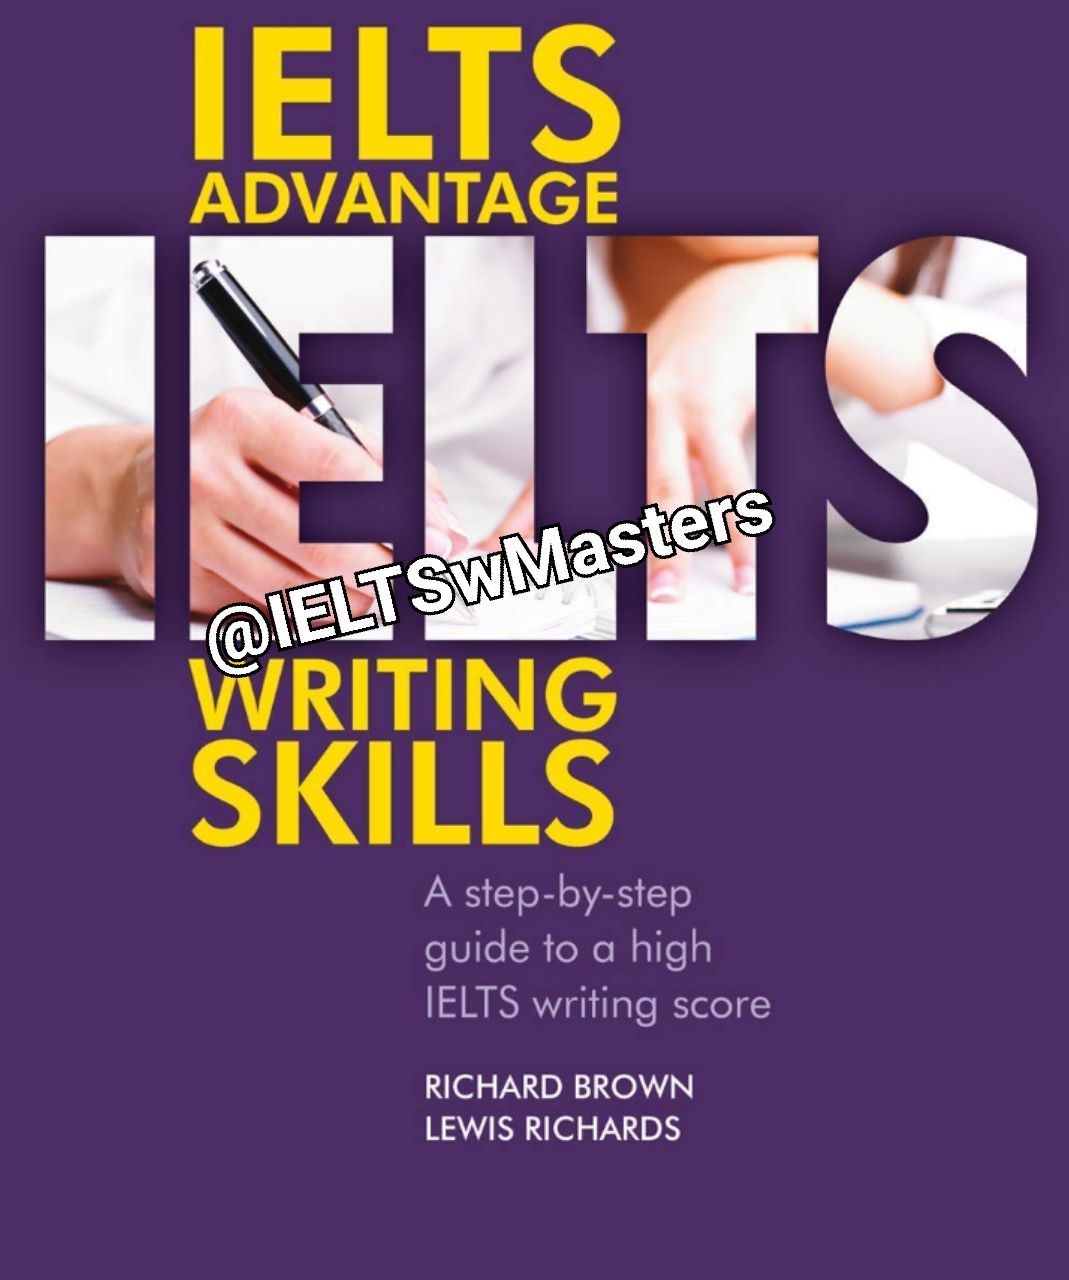 IELTS
ADVANTAGE
IELTS
@IELTSwMasters
WRITING
SKILLS
A step-by-step
guide to a high
IELTS writing score
RICHARD BROWN
LEWIS RICHARDS